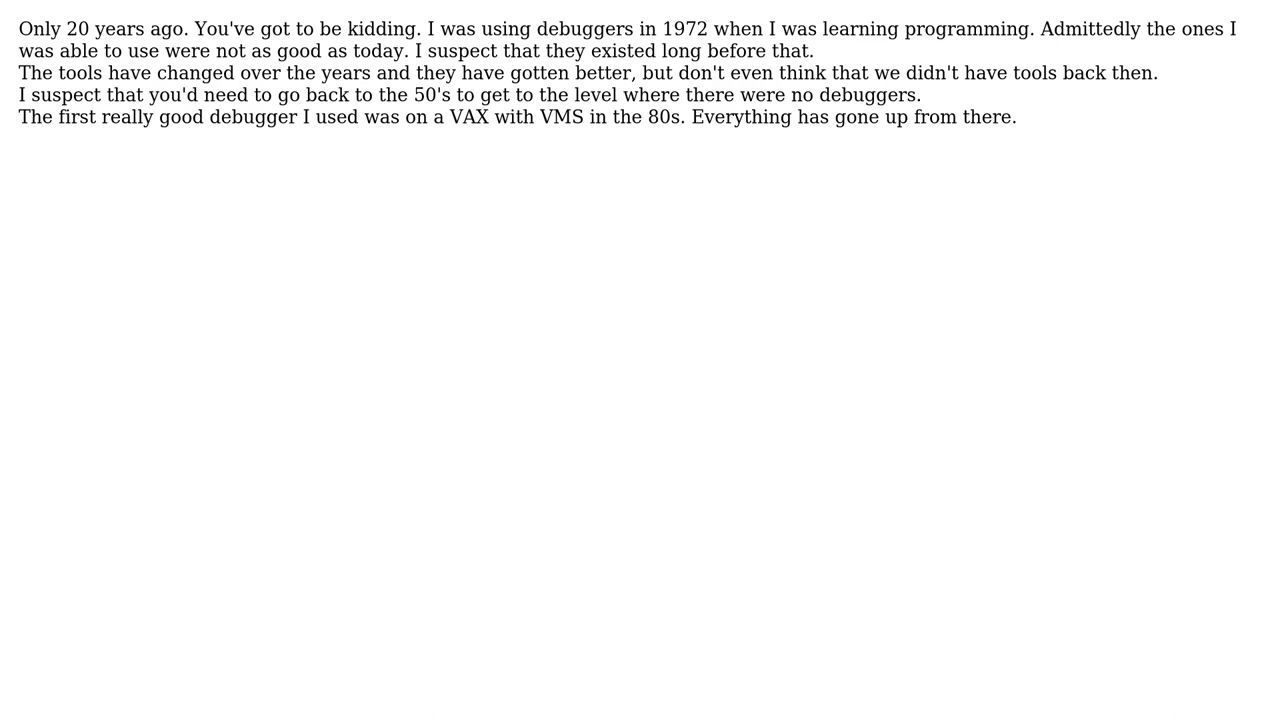 Only 20 years ago. You've got to be kidding. I was using debuggers in 1972 when I was learning programming. Admittedly the ones I
was able to use were not as good as today. I suspect that they existed long before that.
The tools have changed over the years and they have gotten better, but don't even think that we didn't have tools back then.
I suspect that you'd need to go back to the 50's to get to the level where there were no debuggers.
The first really good debugger I used was on a VAX with VMS in the 80s. Everything has gone up from there.